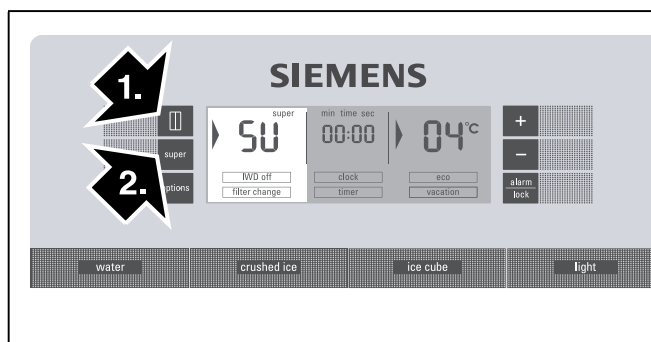 SIEMENS
1.
super
min time sec
SU
00:00
04°C
+
super
−
2.
options
IWD off
clock
eco
alarm
lock
filter change
timer
vacation
water
crushed ice
ice cube
light